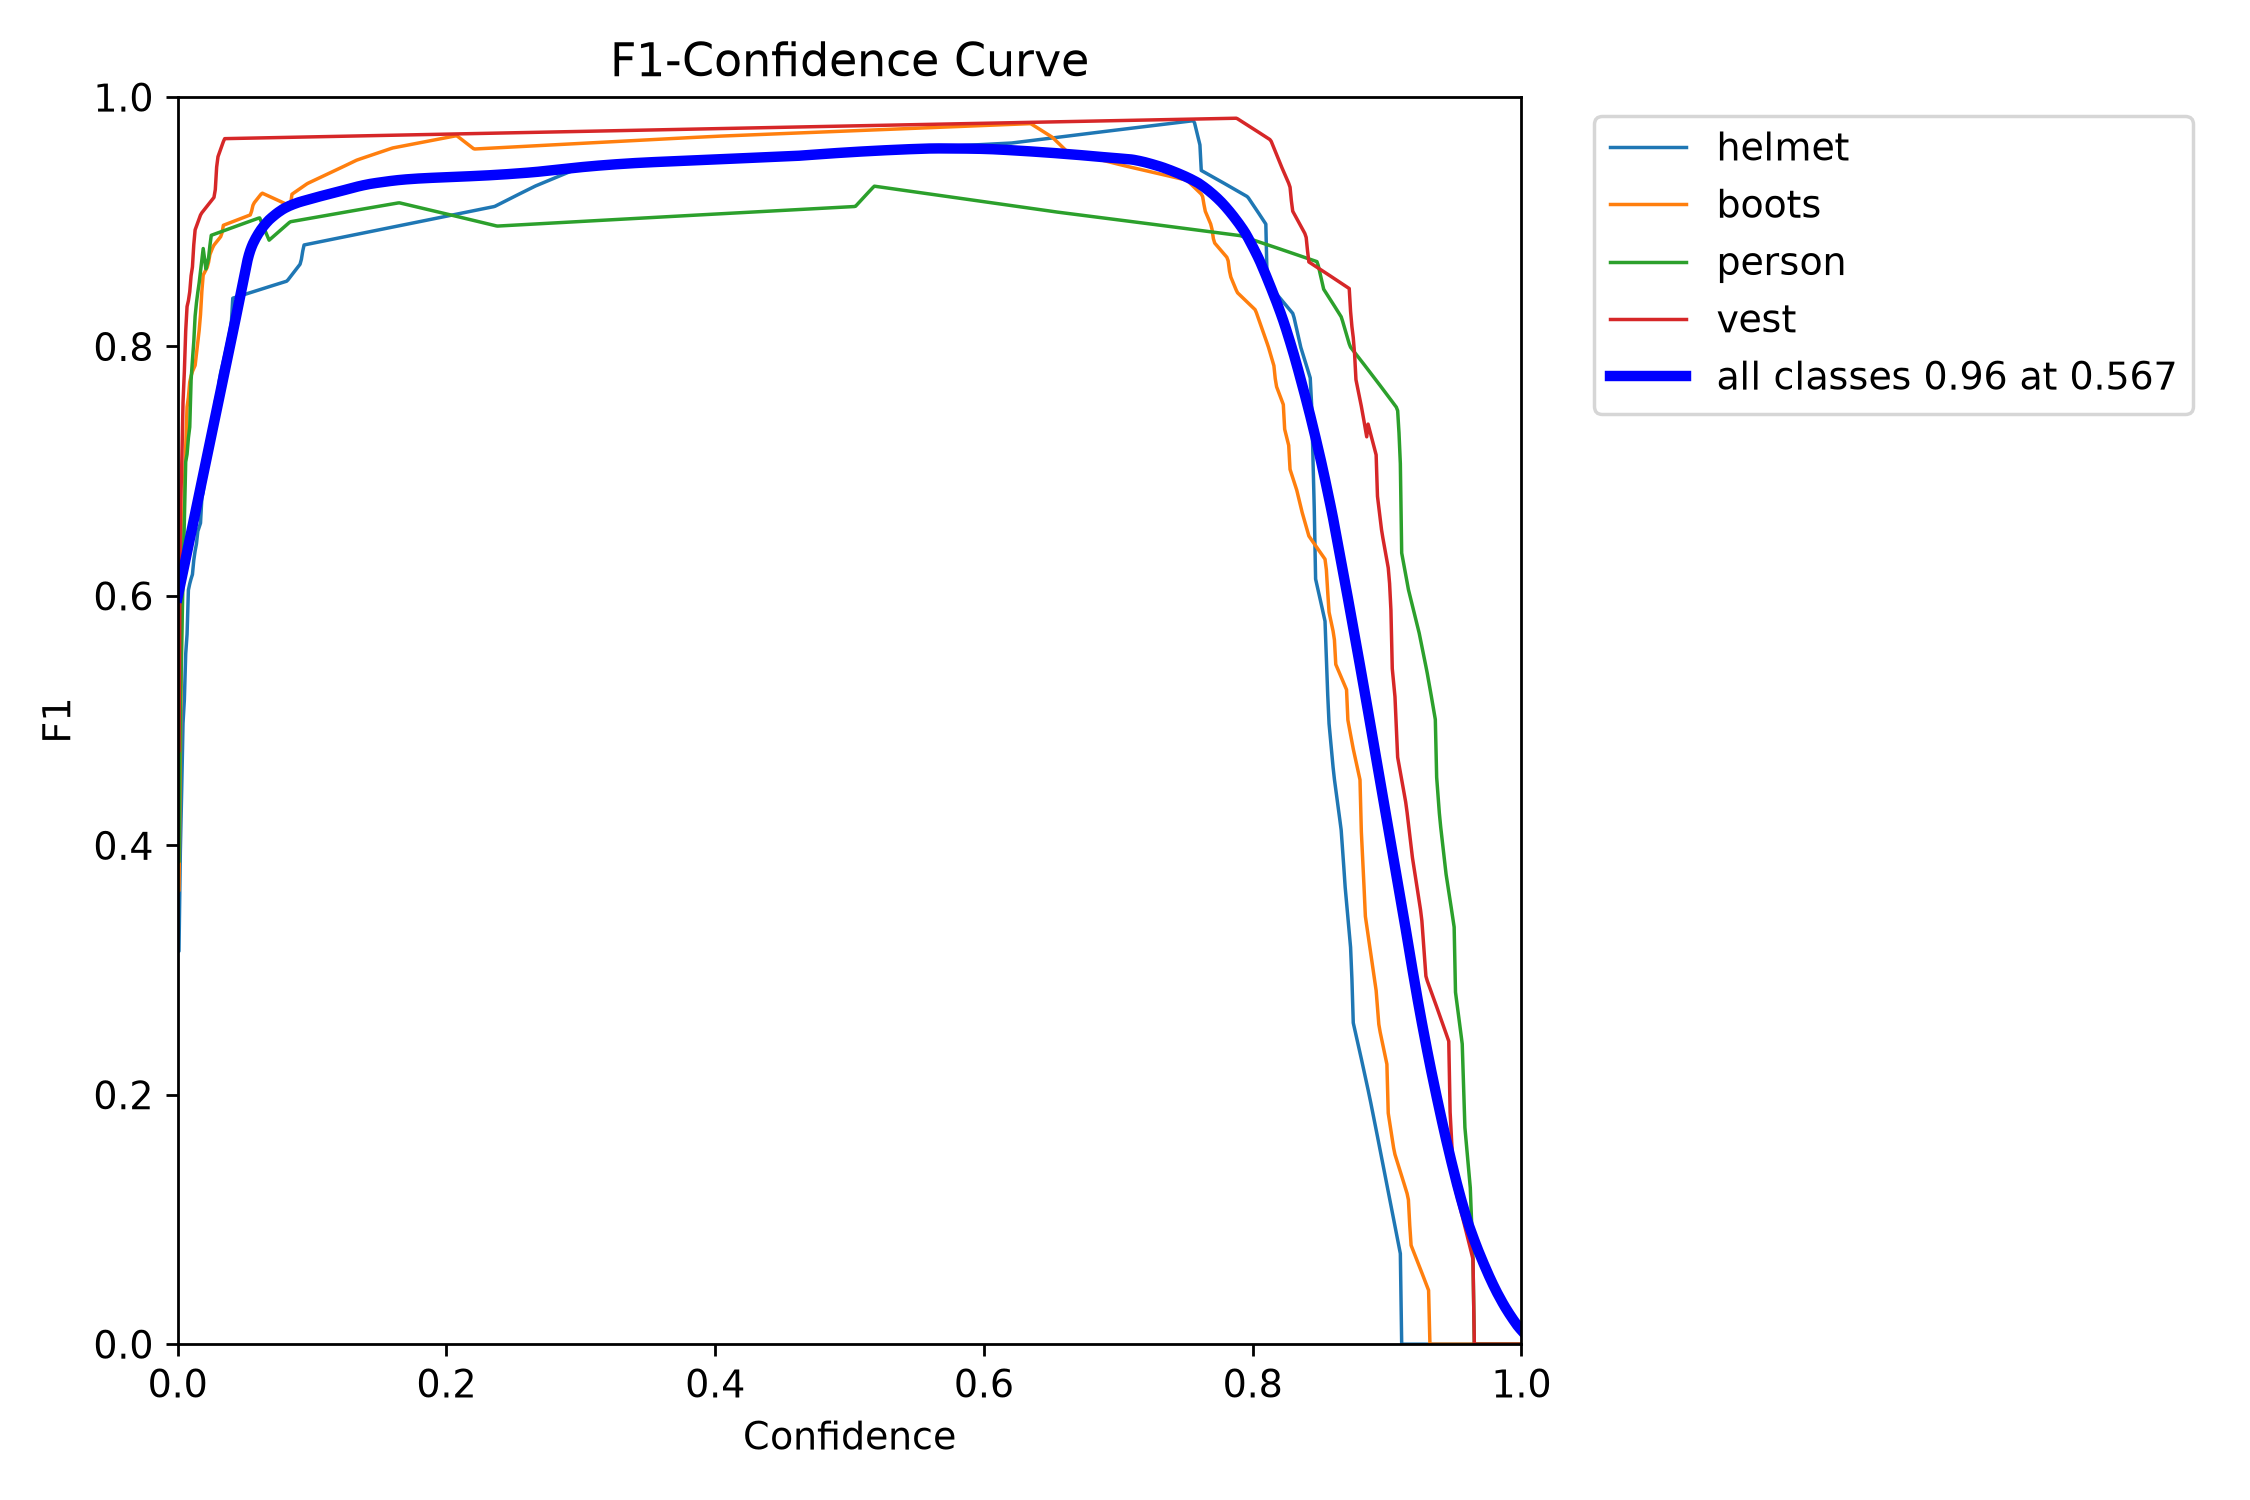 F1-Confidence Curve
1.0
0.8
0.6
0.4
0.2
0.0
F1
0.0 0.2 0.4 0.6 0.8 1.0
Confidence
helmet
boots
person
vest
all classes 0.96 at 0.567